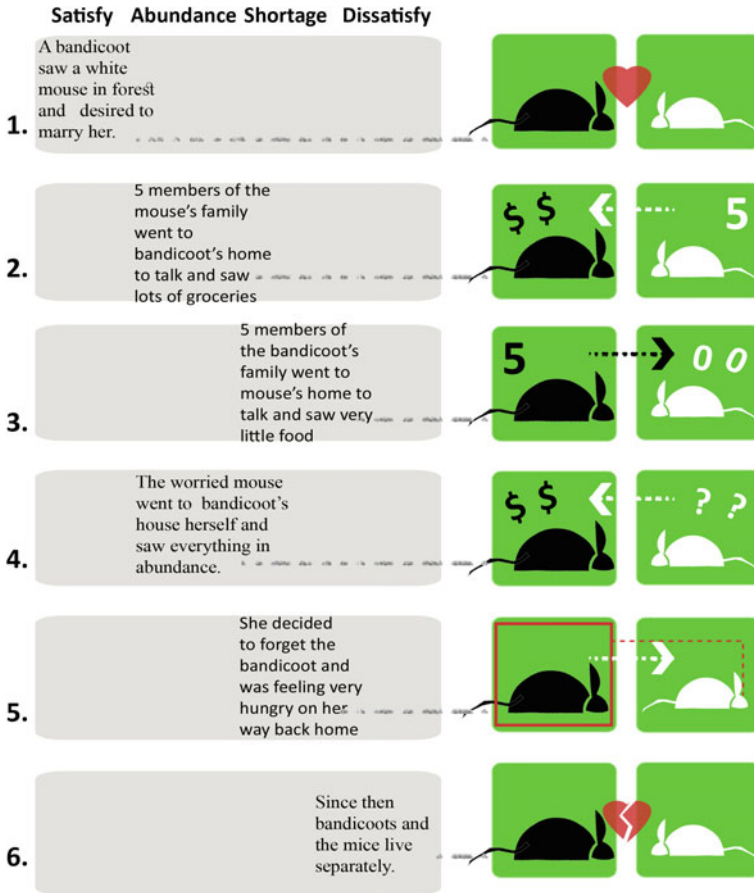 Satisfy Abundance Shortage Dissatisfy
A bandicoot
saw a white
mouse in forest
and desired to
marry her.
1.
5 members of the
mouse's family
went to
bandicoot's home
to talk and saw
lots of groceries
2.
$ $
5
5 members of
the bandicoot's
family went to
mouse's home to
talk and saw very
little food
3.
5
0 0
The worried mouse
went to bandicoot's
house herself and
saw everything in
abundance.
4.
$ $
? ?
She decided
to forget the
bandicoot and
was feeling very
hungry on her
way back home
5.
Since then
bandicoots and
the mice live
separately.
6.